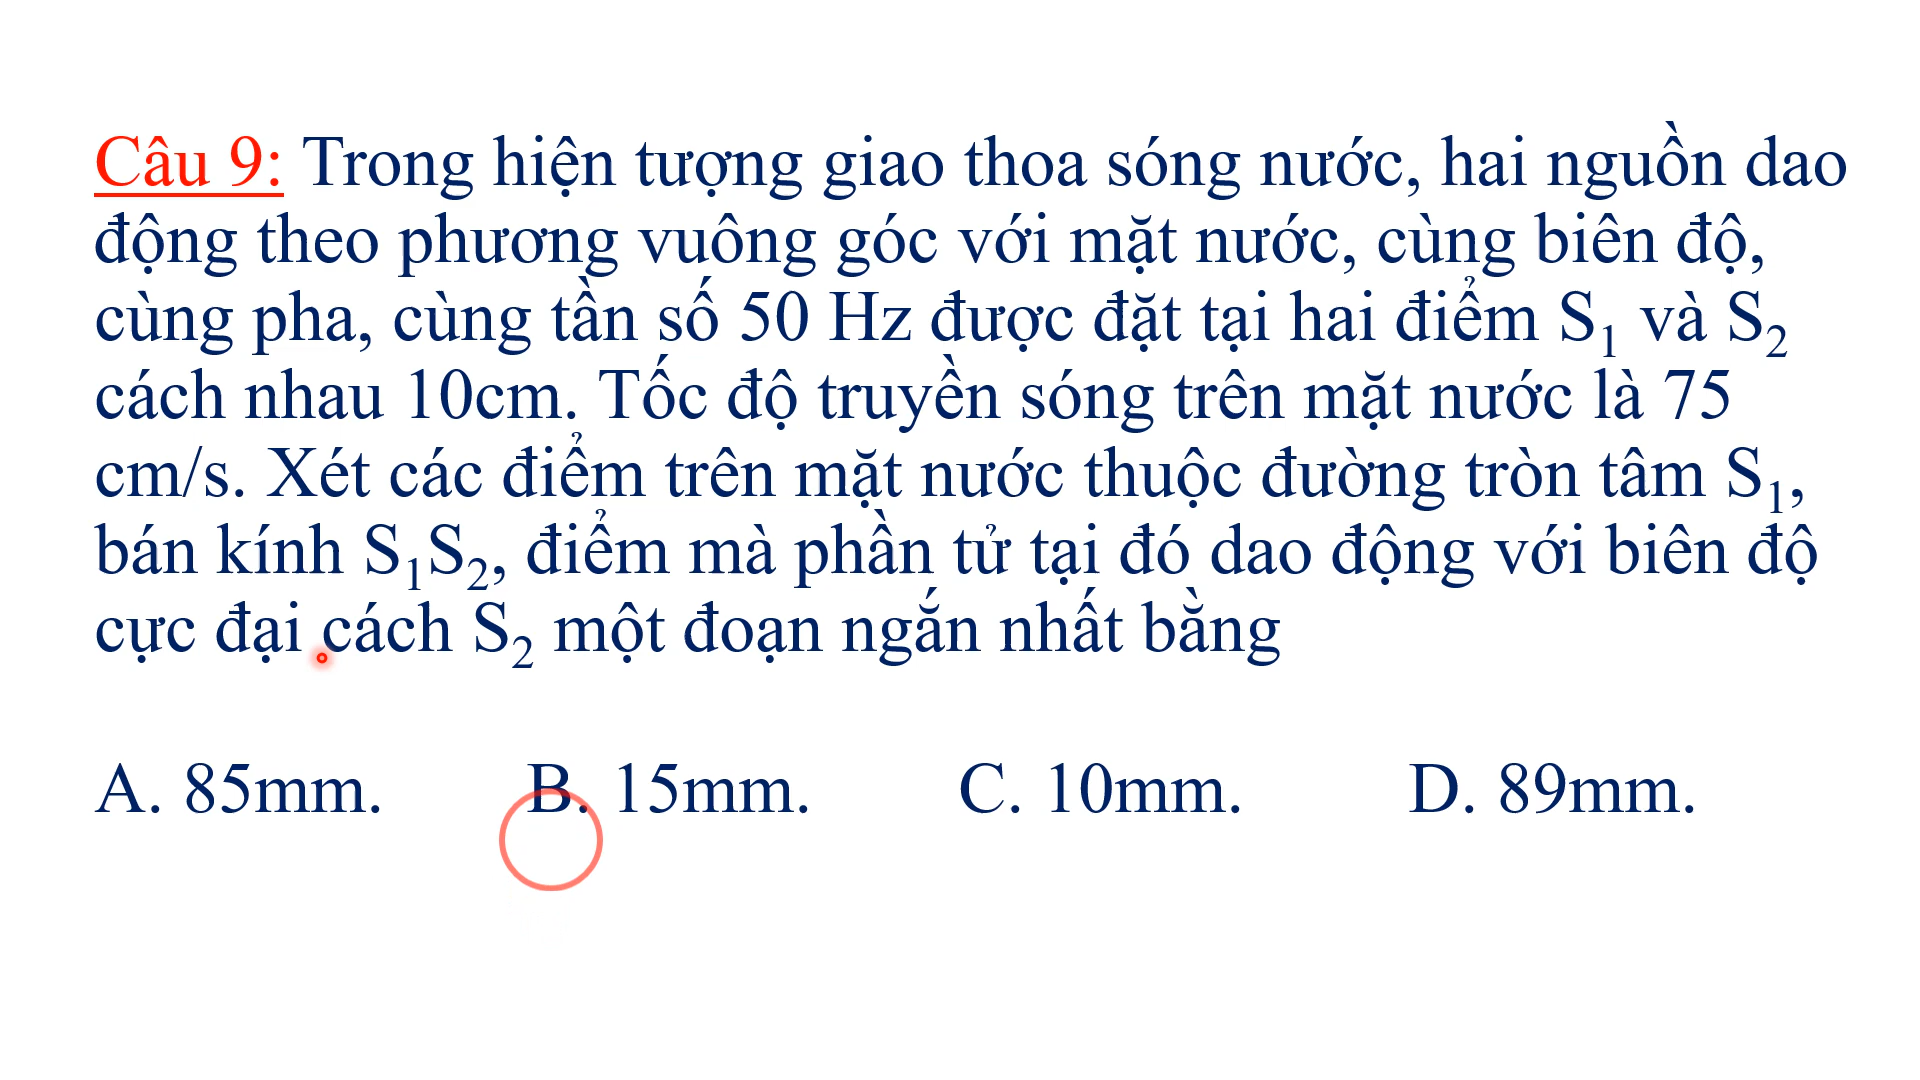 Câu 9: Trong hiện tượng giao thoa sóng nước, hai nguồn dao
động theo phương vuông góc với mặt nước, cùng biên độ,
cùng pha, cùng tần số 50 Hz được đặt tại hai điểm S₁ và S₂
cách nhau 10cm. Tốc độ truyền sóng trên mặt nước là 75
cm/s. Xét các điểm trên mặt nước thuộc đường tròn tâm S₁,
bán kính S₁S₂, điểm mà phần tử tại đó dao động với biên độ
cực đại cách S₂ một đoạn ngắn nhất bằng
A. 85mm. B. 15mm. C. 10mm. D. 89mm.